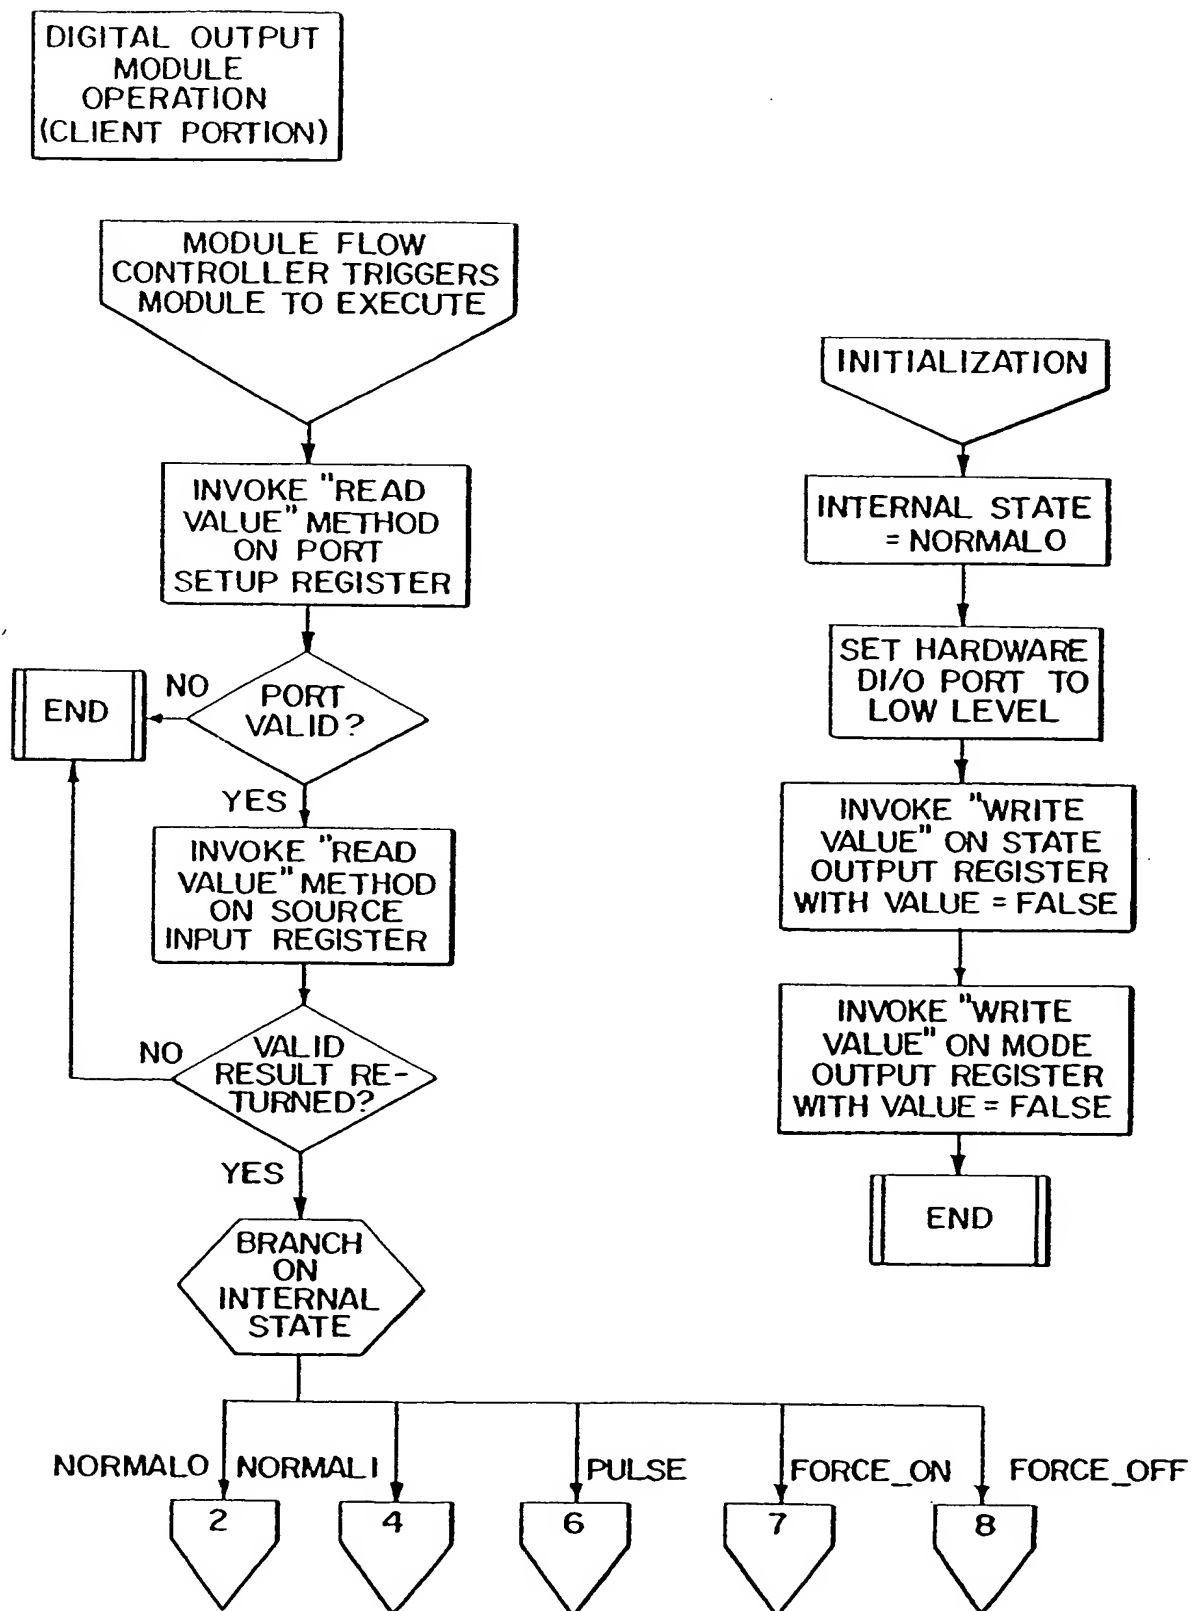 DIGITAL OUTPUT
MODULE
OPERATION
(CLIENT PORTION)
MODULE FLOW
CONTROLLER TRIGGERS
MODULE TO EXECUTE
INVOKE "READ
VALUE" METHOD
ON PORT
SETUP REGISTER
PORT
VALID?
NO
END
YES
INVOKE "READ
VALUE" METHOD
ON SOURCE
INPUT REGISTER
VALID
RESULT RE-
TURNED?
NO
YES
BRANCH
ON
INTERNAL
STATE
NORMALO
NORMALI
PULSE
FORCE_ON
FORCE_OFF
2
4
6
7
8
INITIALIZATION
INTERNAL STATE
= NORMALO
SET HARDWARE
DI/O PORT TO
LOW LEVEL
INVOKE "WRITE
VALUE" ON STATE
OUTPUT REGISTER
WITH VALUE = FALSE
INVOKE "WRITE
VALUE" ON MODE
OUTPUT REGISTER
WITH VALUE = FALSE
END